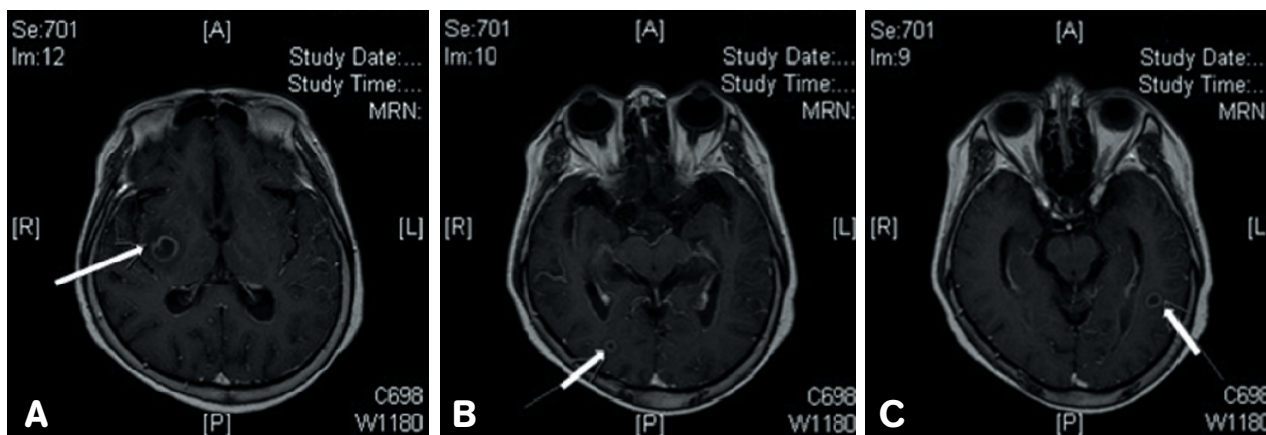 Se:701
[A]
Im:12
Study Date:...
Study Time:...
MRN:
[R]
[L]
C698
A
[P]
W1180
Se:701
[A]
Im:10
Study Date:...
Study Time:...
MRN:
[R]
[L]
C698
B
[P]
W1180
Se:701
[A]
Im:9
Study Date:..
Study Time:..
MRN
[R]
[L
C698
C
[P]
W1180